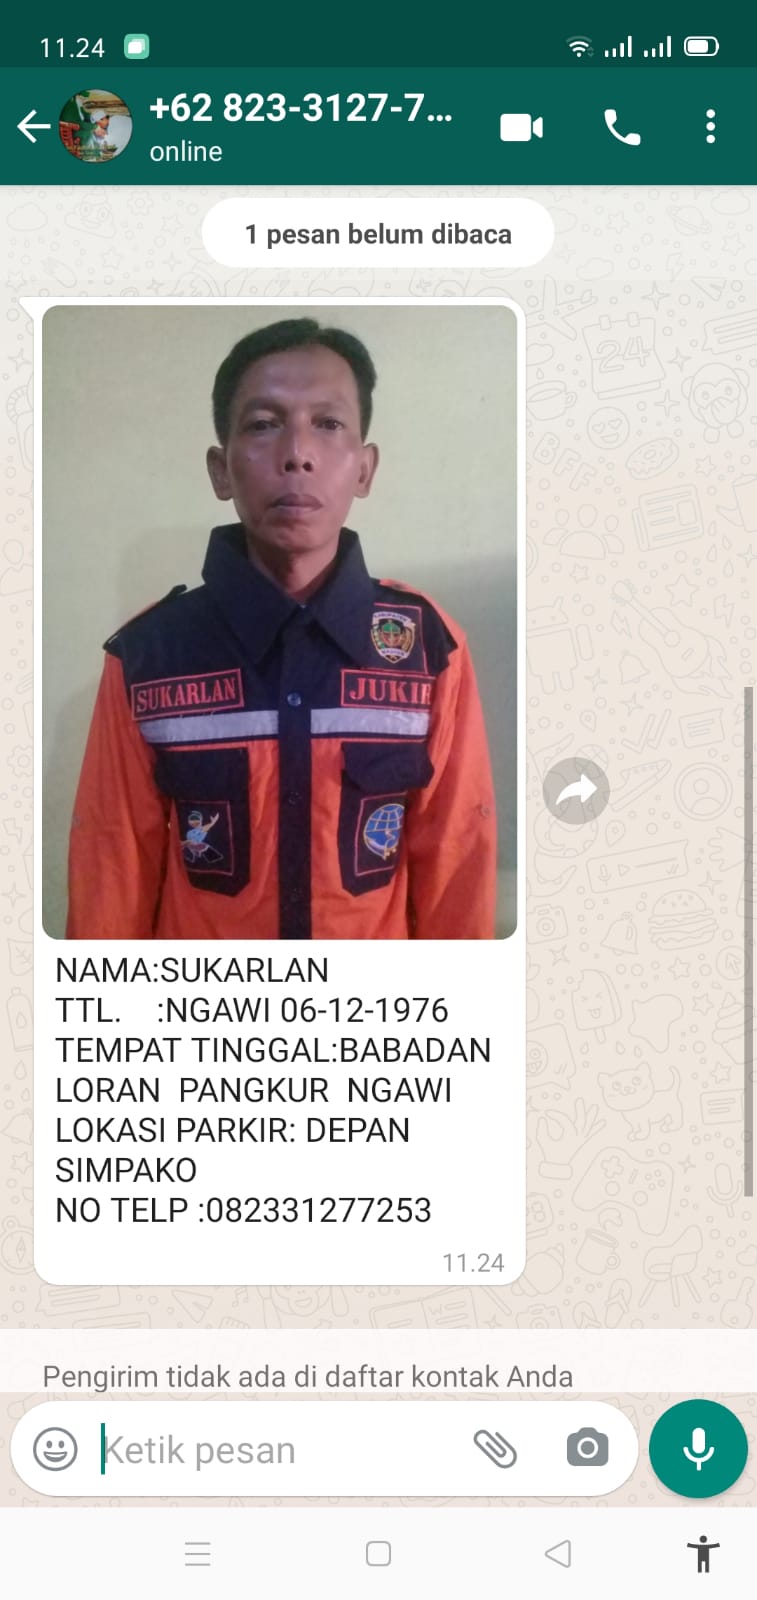 11.24
+62 823-3127-7...
online
1 pesan belum dibaca
SUKARLAN
JUKIR
NAMA:SUKARLAN
TTL. :NGAWI 06-12-1976
TEMPAT TINGGAL:BABADAN
LORAN PANGKUR NGAWI
LOKASI PARKIR: DEPAN
SIMPAKO
NO TELP :082331277253
11.24
Pengirim tidak ada di daftar kontak Anda
Ketik pesan